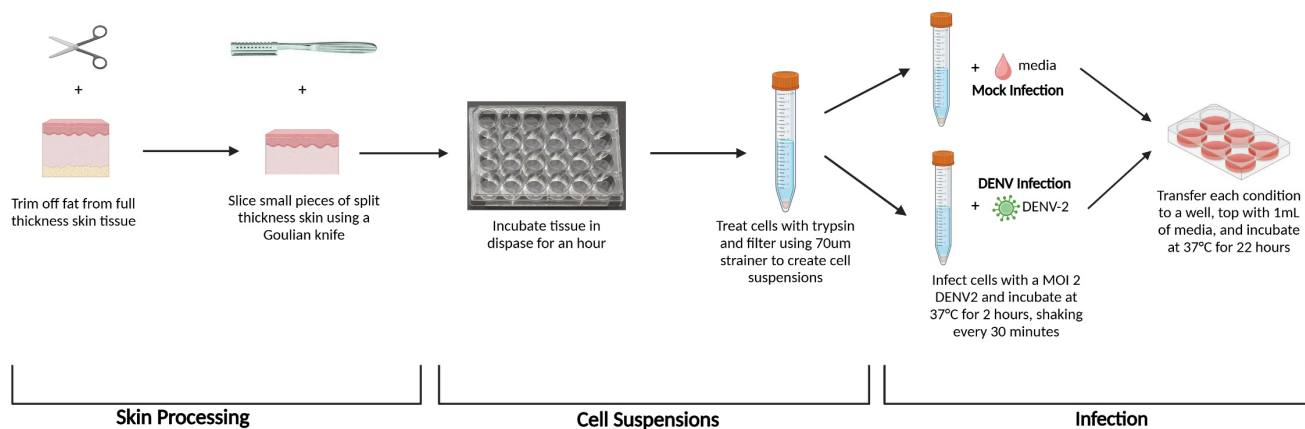 +
Trim off fat from full
thickness skin tissue
+
Slice small pieces of split
thickness skin using a
Goulian knife
Incubate tissue in
dispase for an hour
Treat cells with trypsin
and filter using 70um
strainer to create cell
suspensions
+ media
Mock Infection
DENV Infection
+ DENV-2
Infect cells with a MOI 2
DENV2 and incubate at
37°C for 2 hours, shaking
every 30 minutes
Transfer each condition
to a well, top with 1mL
of media, and incubate
at 37°C for 22 hours
Skin Processing
Cell Suspensions
Infection